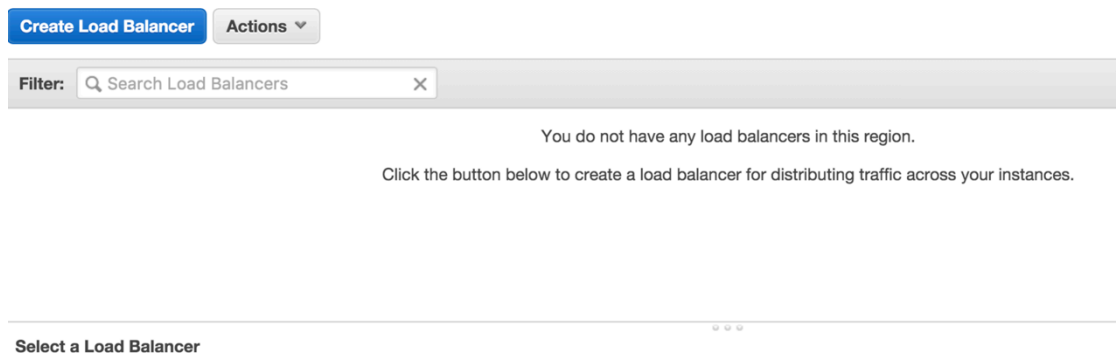 Create Load Balancer Actions
Filter: Search Load Balancers
You do not have any load balancers in this region.
Click the button below to create a load balancer for distributing traffic across your instances.
Select a Load Balancer